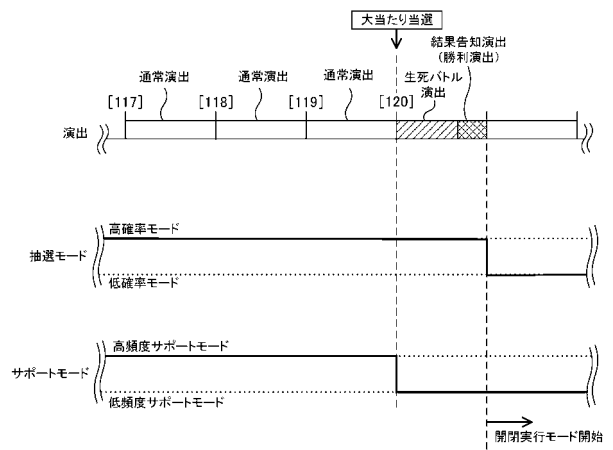 大当たり当選
結果告知演出
(勝利演出)
通常演出
通常演出
通常演出
生死バトル
演出
[117]
[118]
[119]
[120]
演出
高確率モード
抽選モード
低確率モード
高頻度サポートモード
サポートモード
低頻度サポートモード
開閉実行モード開始